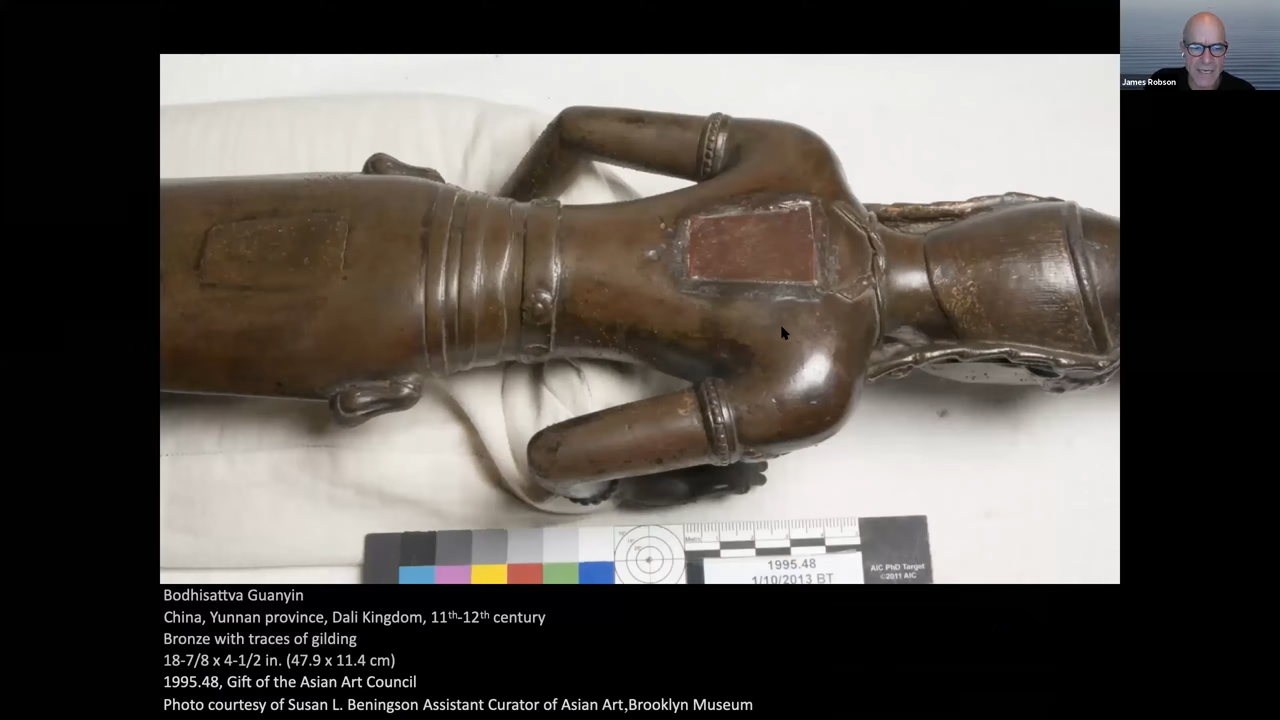 James Robson
Metric
1995.48
1/10/2013 BT
AIC PhD Target
©2011 AIC
Bodhisattva Guanyin
China, Yunnan province, Dali Kingdom, 11th-12th century
Bronze with traces of gilding
18-7/8 x 4-1/2 in. (47.9 x 11.4 cm)
1995.48, Gift of the Asian Art Council
Photo courtesy of Susan L. Beningson Assistant Curator of Asian Art,Brooklyn Museum